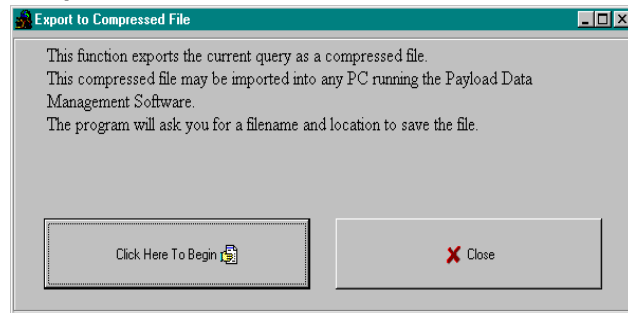 Export to Compressed File
This function exports the current query as a compressed file.
This compressed file may be imported into any PC running the Payload Data
Management Software.
The program will ask you for a filename and location to save the file.
Click Here To Begin
Close